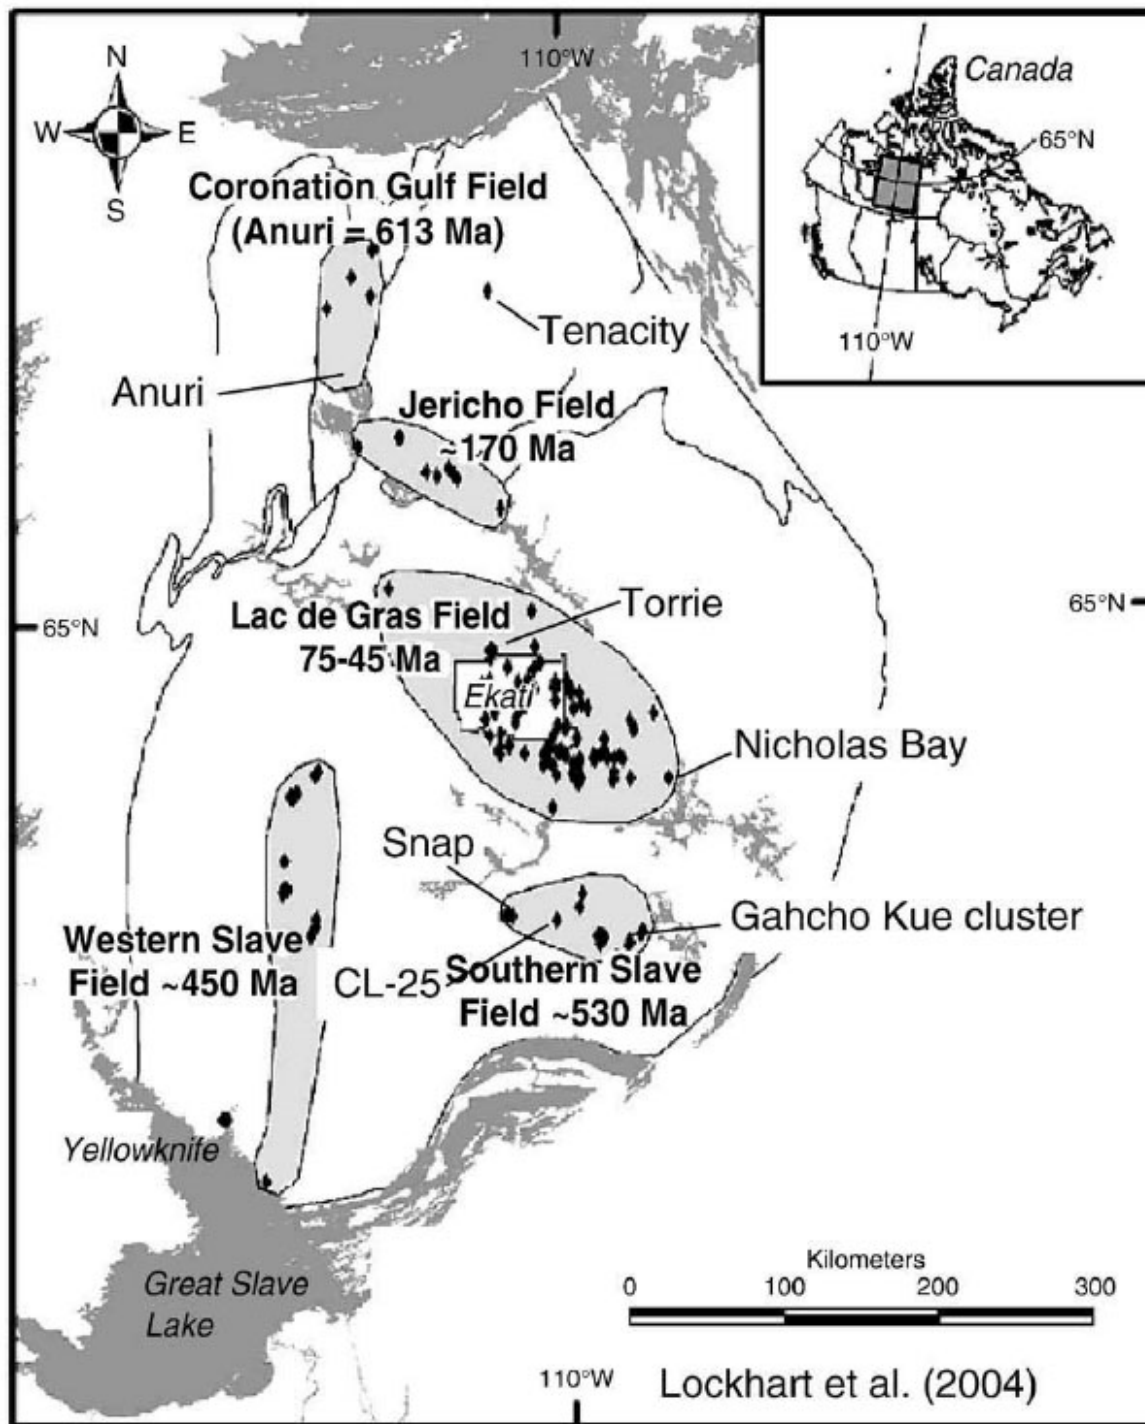 N
W E
S
110°W
Canada
65°N
110°W
Coronation Gulf Field
(Anuri = 613 Ma)
Tenacity
Anuri
Jericho Field
~170 Ma
Torrie
65°N
65°N
Lac de Gras Field
75-45 Ma
Ekati
Nicholas Bay
Snap
Gahcho Kue cluster
Western Slave
Field ~450 Ma
CL-25
Southern Slave
Field ~530 Ma
Yellowknife
Great Slave
Lake
Kilometers
0 100 200 300
110°W
Lockhart et al. (2004)